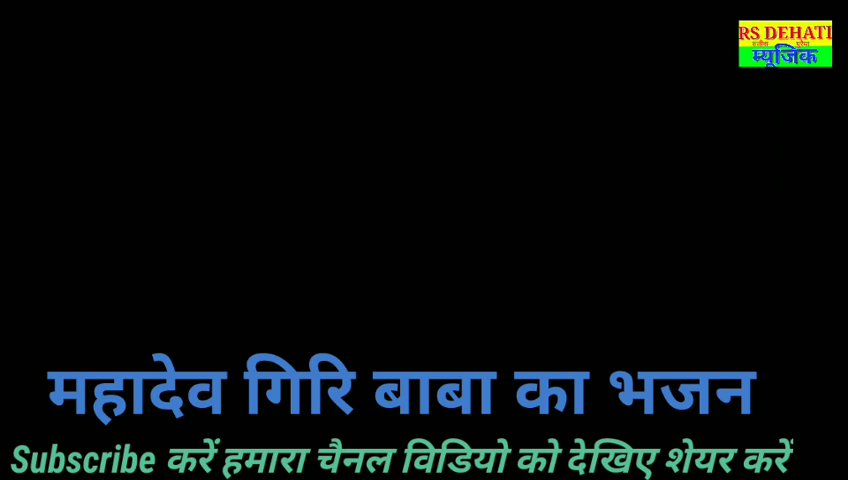 RS DEHATI
म्यूजिक
महादेव गिरि बाबा का भजन
Subscribe करें हमारा चैनल विडियो को देखिए शेयर करें